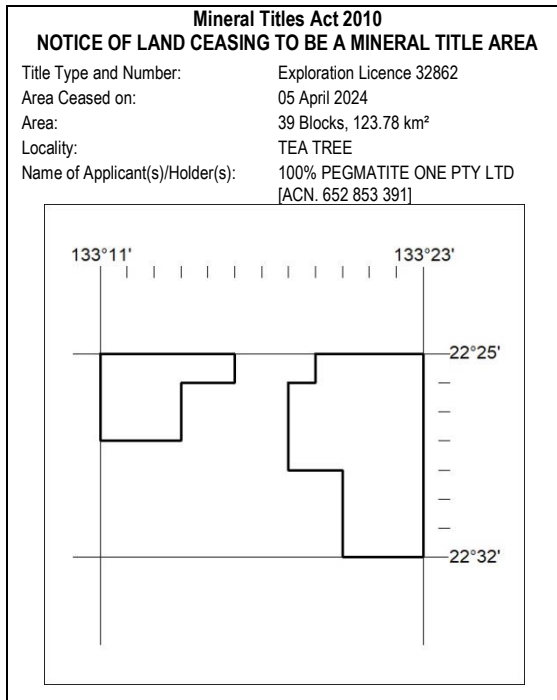 Mineral Titles Act 2010
NOTICE OF LAND CEASING TO BE A MINERAL TITLE AREA
Title Type and Number: Exploration Licence 32862
Area Ceased on: 05 April 2024
Area: 39 Blocks, 123.78 km²
Locality: TEA TREE
Name of Applicant(s)/Holder(s): 100% PEGMATITE ONE PTY LTD
[ACN. 652 853 391]
133°11' 133°23'
22°25'
22°32'